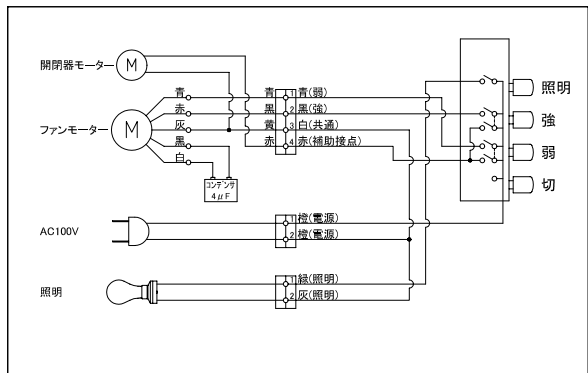 開閉器モーター
M
ファンモーター
M
青
赤
灰
黒
白
コンデンサ
4μF
青 1 青(弱)
黒 2 黒(強)
黄 3 白(共通)
赤 4 赤(補助接点)
照明
強
弱
切
AC100V
1 橙(電源)
2 橙(電源)
照明
1 緑(照明)
2 灰(照明)